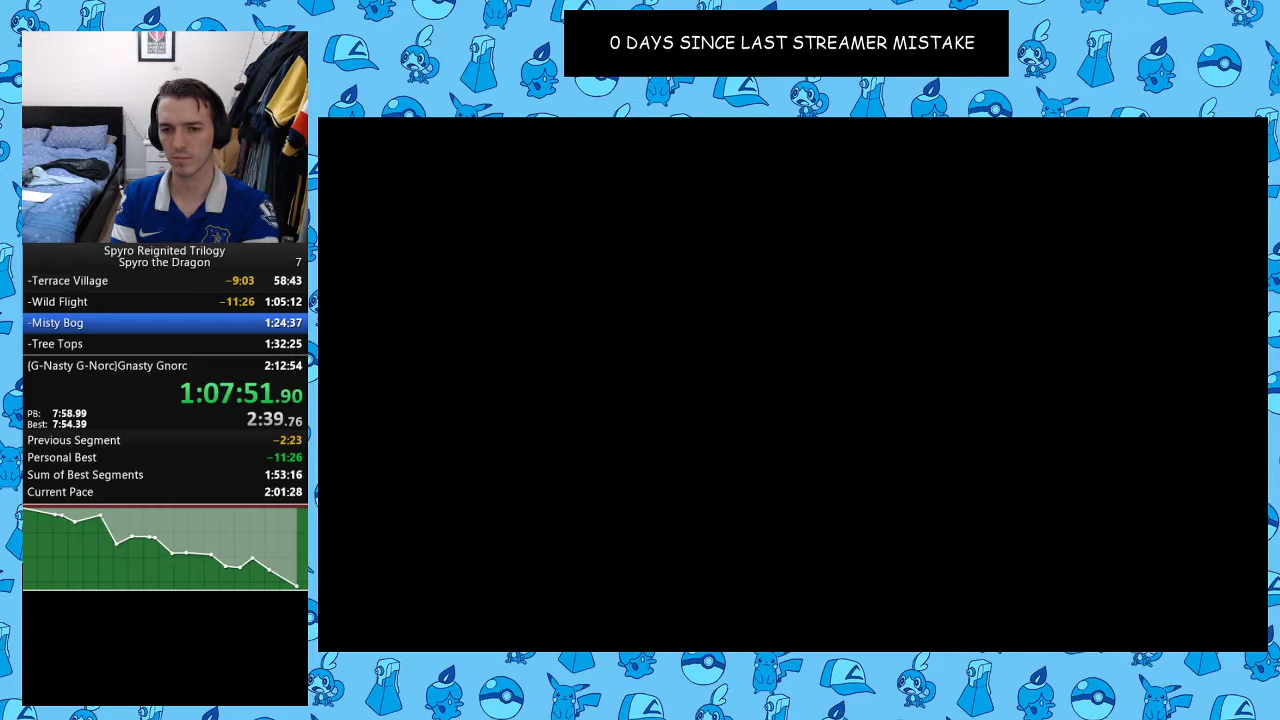 0 DAYS SINCE LAST STREAMER MISTAKE
Spyro Reignited Trilogy
Spyro the Dragon 7
-Terrace Village −9:03 58:43
-Wild Flight −11:26 1:05:12
-Misty Bog 1:24:37
-Tree Tops 1:32:25
{G-Nasty G-Norc}Gnasty Gnorc 2:12:54
1:07:51.90
PB: 7:58.99
Best: 7:54.39
2:39.76
Previous Segment −2:23
Personal Best −11:26
Sum of Best Segments 1:53:16
Current Pace 2:01:28